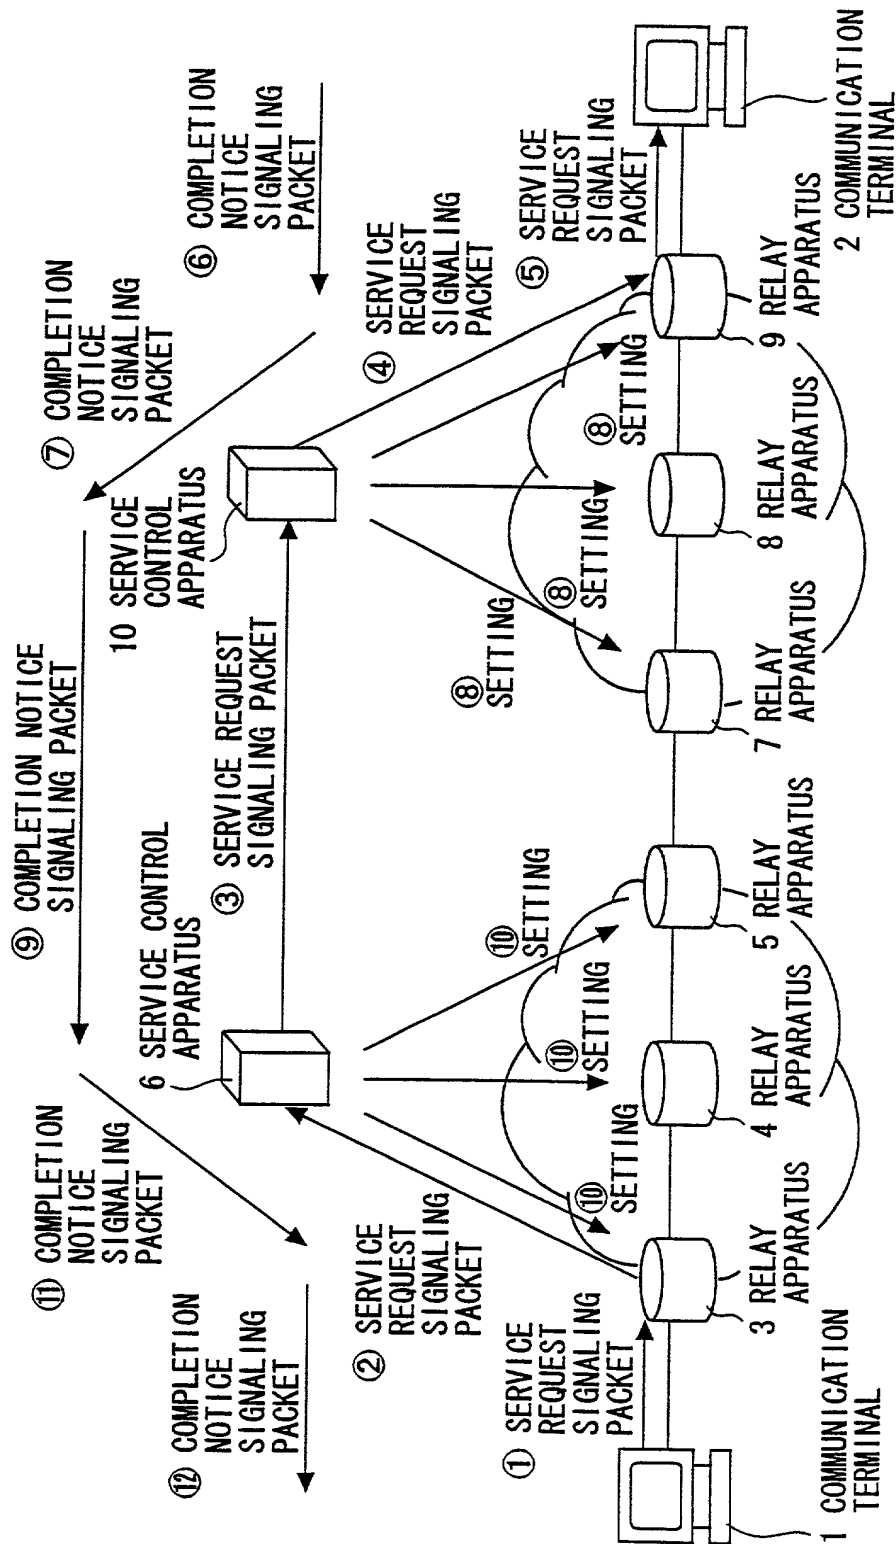 ⑨ COMPLETION NOTICE
SIGNALING PACKET
⑦ COMPLETION
NOTICE
SIGNALING
PACKET
⑪ COMPLETION
NOTICE
SIGNALING
PACKET
6 SERVICE CONTROL
APPARATUS
10 SERVICE
CONTROL
APPARATUS
⑥ COMPLETION
NOTICE
SIGNALING
PACKET
⑫ COMPLETION
NOTICE
SIGNALING
PACKET
③ SERVICE REQUEST
SIGNALING PACKET
② SERVICE
REQUEST
SIGNALING
PACKET
④ SERVICE
REQUEST
SIGNALING
PACKET
① SERVICE
REQUEST
SIGNALING
PACKET
⑩
SETTING
⑩
SETTING
⑩
SETTING
⑧
SETTING
⑧
SETTING
⑧
SETTING
⑤ SERVICE
REQUEST
SIGNALING
PACKET
1 COMMUNICATION
TERMINAL
3 RELAY
APPARATUS
4 RELAY
APPARATUS
5 RELAY
APPARATUS
7 RELAY
APPARATUS
8 RELAY
APPARATUS
9 RELAY
APPARATUS
2 COMMUNICATION
TERMINAL